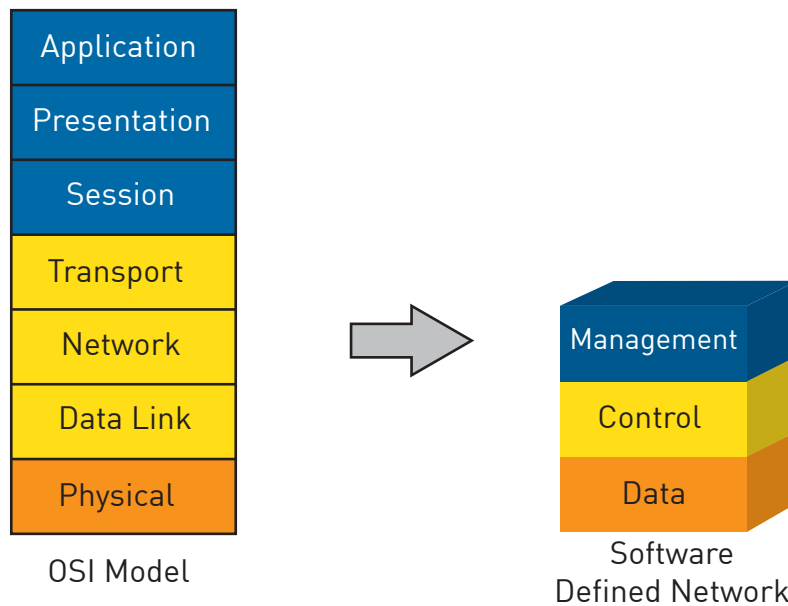 Application
Presentation
Session
Transport
Network
Data Link
Physical
OSI Model
Management
Control
Data
Software
Defined Network